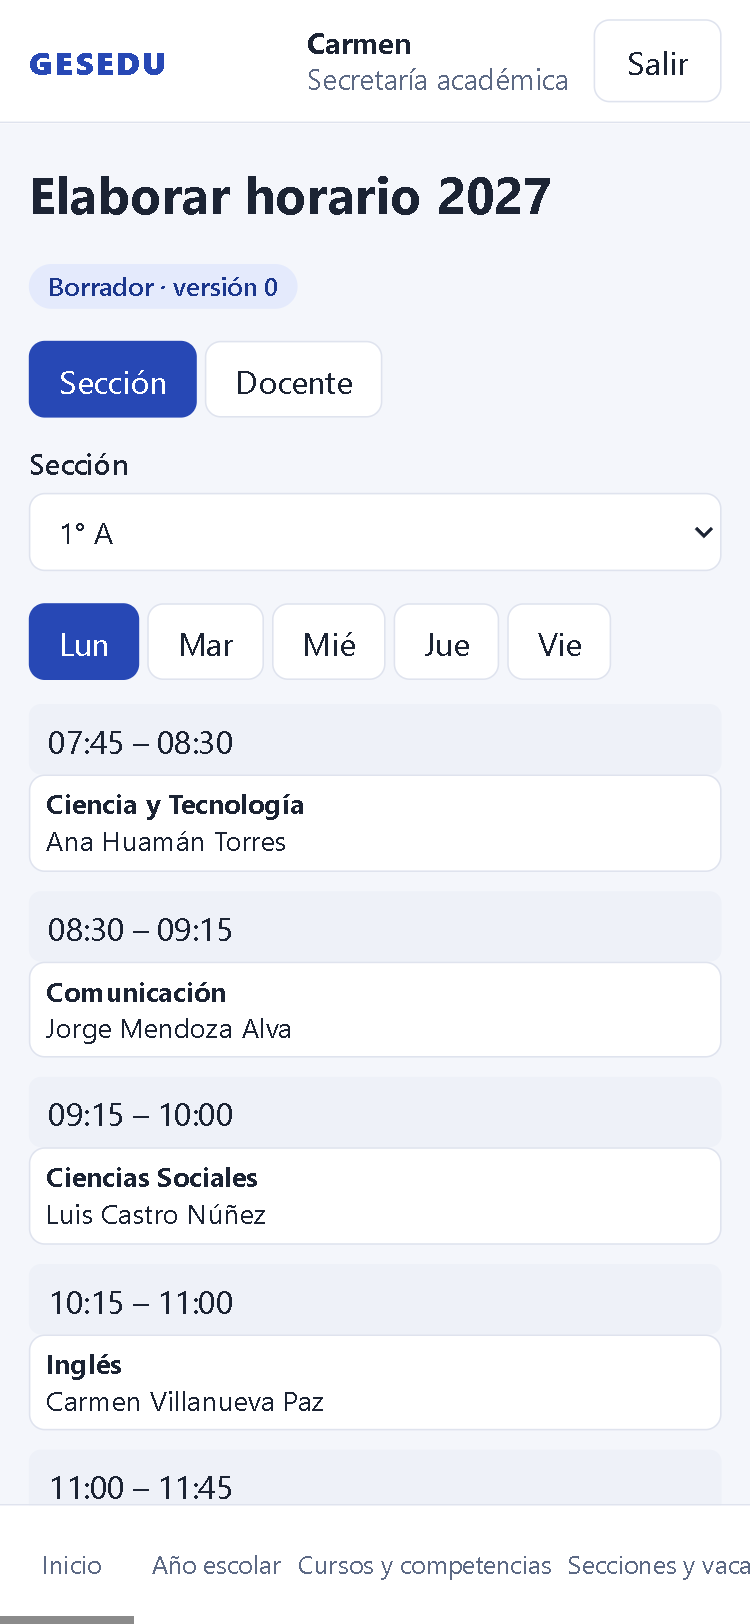 GESEDU
Carmen
Secretaría académica
Salir
Elaborar horario 2027
Borrador · versión 0
Sección
Docente
Sección
1° A
Lun
Mar
Mié
Jue
Vie
07:45 – 08:30
Ciencia y Tecnología
Ana Huamán Torres
08:30 – 09:15
Comunicación
Jorge Mendoza Alva
09:15 – 10:00
Ciencias Sociales
Luis Castro Núñez
10:15 – 11:00
Inglés
Carmen Villanueva Paz
11:00 – 11:45
Inicio
Año escolar
Cursos y competencias
Secciones y vaca